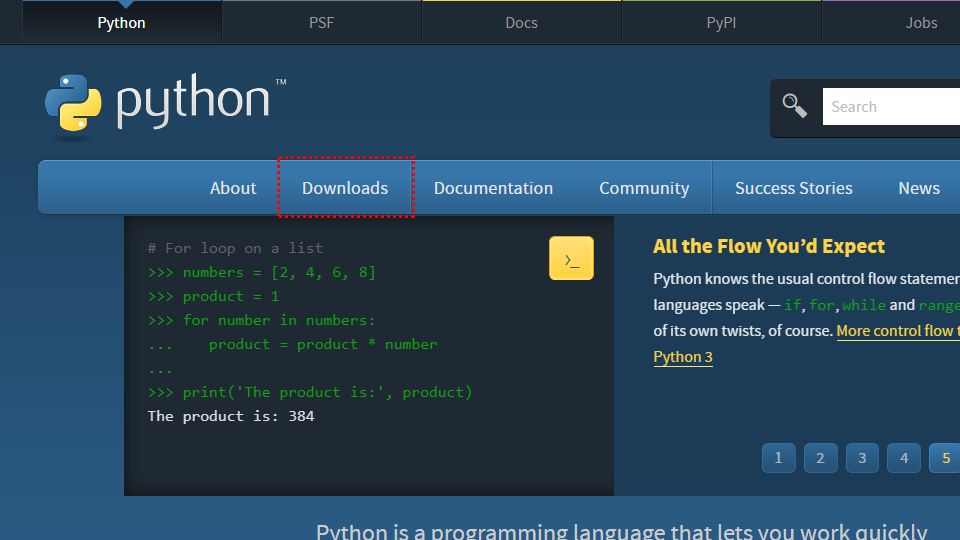 Python PSF Docs PyPI Jobs
python™
Search
About Downloads Documentation Community Success Stories News
# For loop on a list
>>> numbers = [2, 4, 6, 8]
>>> product = 1
>>> for number in numbers:
...    product = product * number
...
>>> print('The product is:', product)
The product is: 384
>_
All the Flow You’d Expect
Python knows the usual control flow
languages speak — if, for, while and range
of its own twists, of course. More control flow
Python 3
1 2 3 4 5
Python is a programming language that lets you work quickly